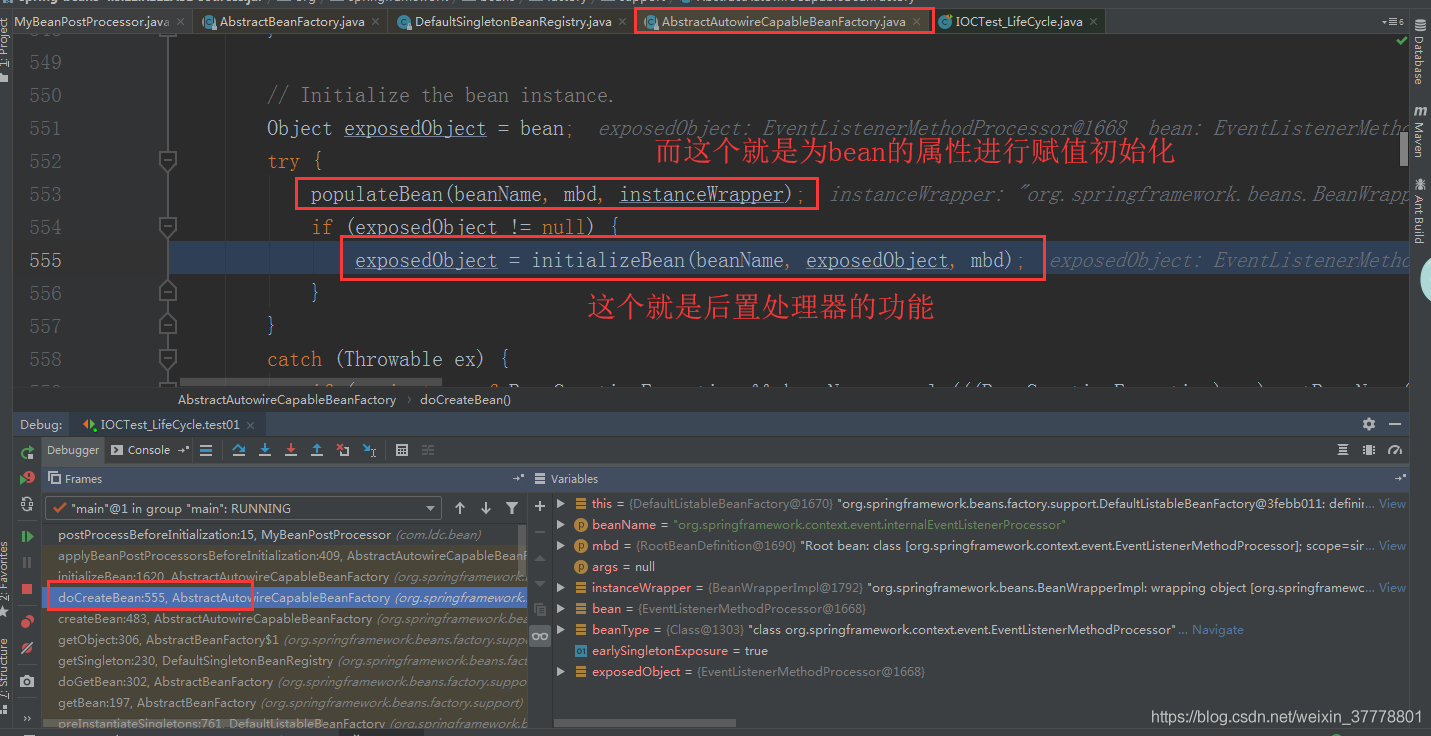 MyBeanPostProcessor.java × AbstractBeanFactory.java × DefaultSingletonBeanRegistry.java × AbstractAutowireCapableBeanFactory.java × IOCTest_LifeCycle.java × 6
1: Project
Database
Maven
Ant Build
549
550 // Initialize the bean instance.
551 Object exposedObject = bean; exposedObject: EventListenerMethodProcessor@1668 bean: EventListenerMetho
552 try {
而这个就是为bean的属性进行赋值初始化
553 populateBean(beanName, mbd, instanceWrapper); instanceWrapper: "org.springframework.beans.BeanWrapp
554 if (exposedObject != null) {
555 exposedObject = initializeBean(beanName, exposedObject, mbd); exposedObject: EventListenerMetho
556 }
这个就是后置处理器的功能
557 }
558 catch (Throwable ex) {
AbstractAutowireCapableBeanFactory › doCreateBean()
Debug: IOCTest_LifeCycle.test01 ×
Debugger Console
Frames
"main"@1 in group "main": RUNNING
postProcessBeforeInitialization:15, MyBeanPostProcessor (com.ldc.bean)
applyBeanPostProcessorsBeforeInitialization:409, AbstractAutowireCapableBeanF
initializeBean:1620, AbstractAutowireCapableBeanFactory (org.springframework.
doCreateBean:555, AbstractAutowireCapableBeanFactory (org.springframework.
createBean:483, AbstractAutowireCapableBeanFactory (org.springframework.
getObject:306, AbstractBeanFactory$1 (org.springframework.beans.factory.supp
getSingleton:230, DefaultSingletonBeanRegistry (org.springframework.beans.fact
doGetBean:302, AbstractBeanFactory (org.springframework.beans.factory.suppo
getBean:197, AbstractBeanFactory (org.springframework.beans.factory.support)
preInstantiateSingletons:761, DefaultListableBeanFactory (org.springframework.
Variables
this = {DefaultListableBeanFactory@1670} "org.springframework.beans.factory.support.DefaultListableBeanFactory@3febb011: defini... View
beanName = "org.springframework.context.event.internalEventListenerProcessor"
mbd = {RootBeanDefinition@1690} "Root bean: class [org.springframework.context.event.EventListenerMethodProcessor]; scope=sir... View
args = null
instanceWrapper = {BeanWrapperImpl@1792} "org.springframework.beans.BeanWrapperImpl: wrapping object [org.springframewc... View
bean = {EventListenerMethodProcessor@1668}
beanType = {Class@1303} "class org.springframework.context.event.EventListenerMethodProcessor" ... Navigate
earlySingletonExposure = true
exposedObject = {EventListenerMethodProcessor@1668}
2: Favorites
7: Structure
https://blog.csdn.net/weixin_37778801